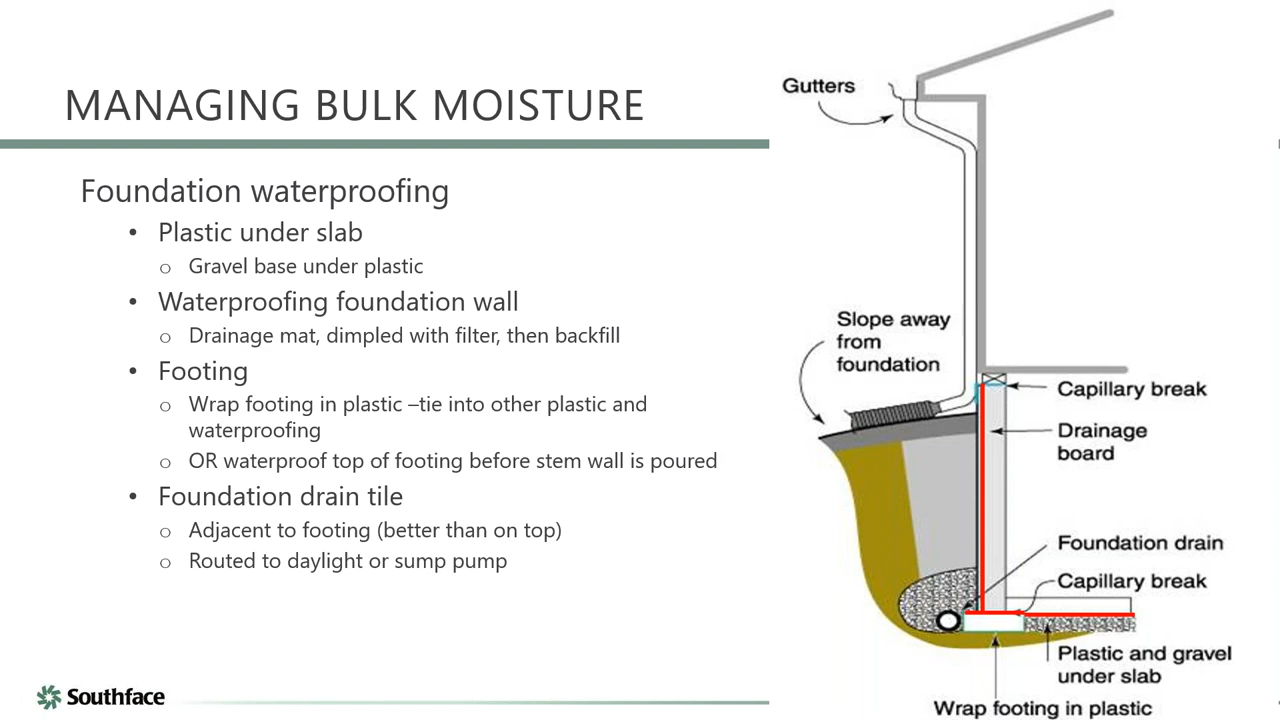 MANAGING BULK MOISTURE
Foundation waterproofing
• Plastic under slab
o Gravel base under plastic
• Waterproofing foundation wall
o Drainage mat, dimpled with filter, then backfill
• Footing
o Wrap footing in plastic –tie into other plastic and
waterproofing
o OR waterproof top of footing before stem wall is poured
• Foundation drain tile
o Adjacent to footing (better than on top)
o Routed to daylight or sump pump
Southface
Gutters
Slope away
from
foundation
Capillary break
Drainage
board
Foundation drain
Capillary break
Plastic and gravel
under slab
Wrap footing in plastic